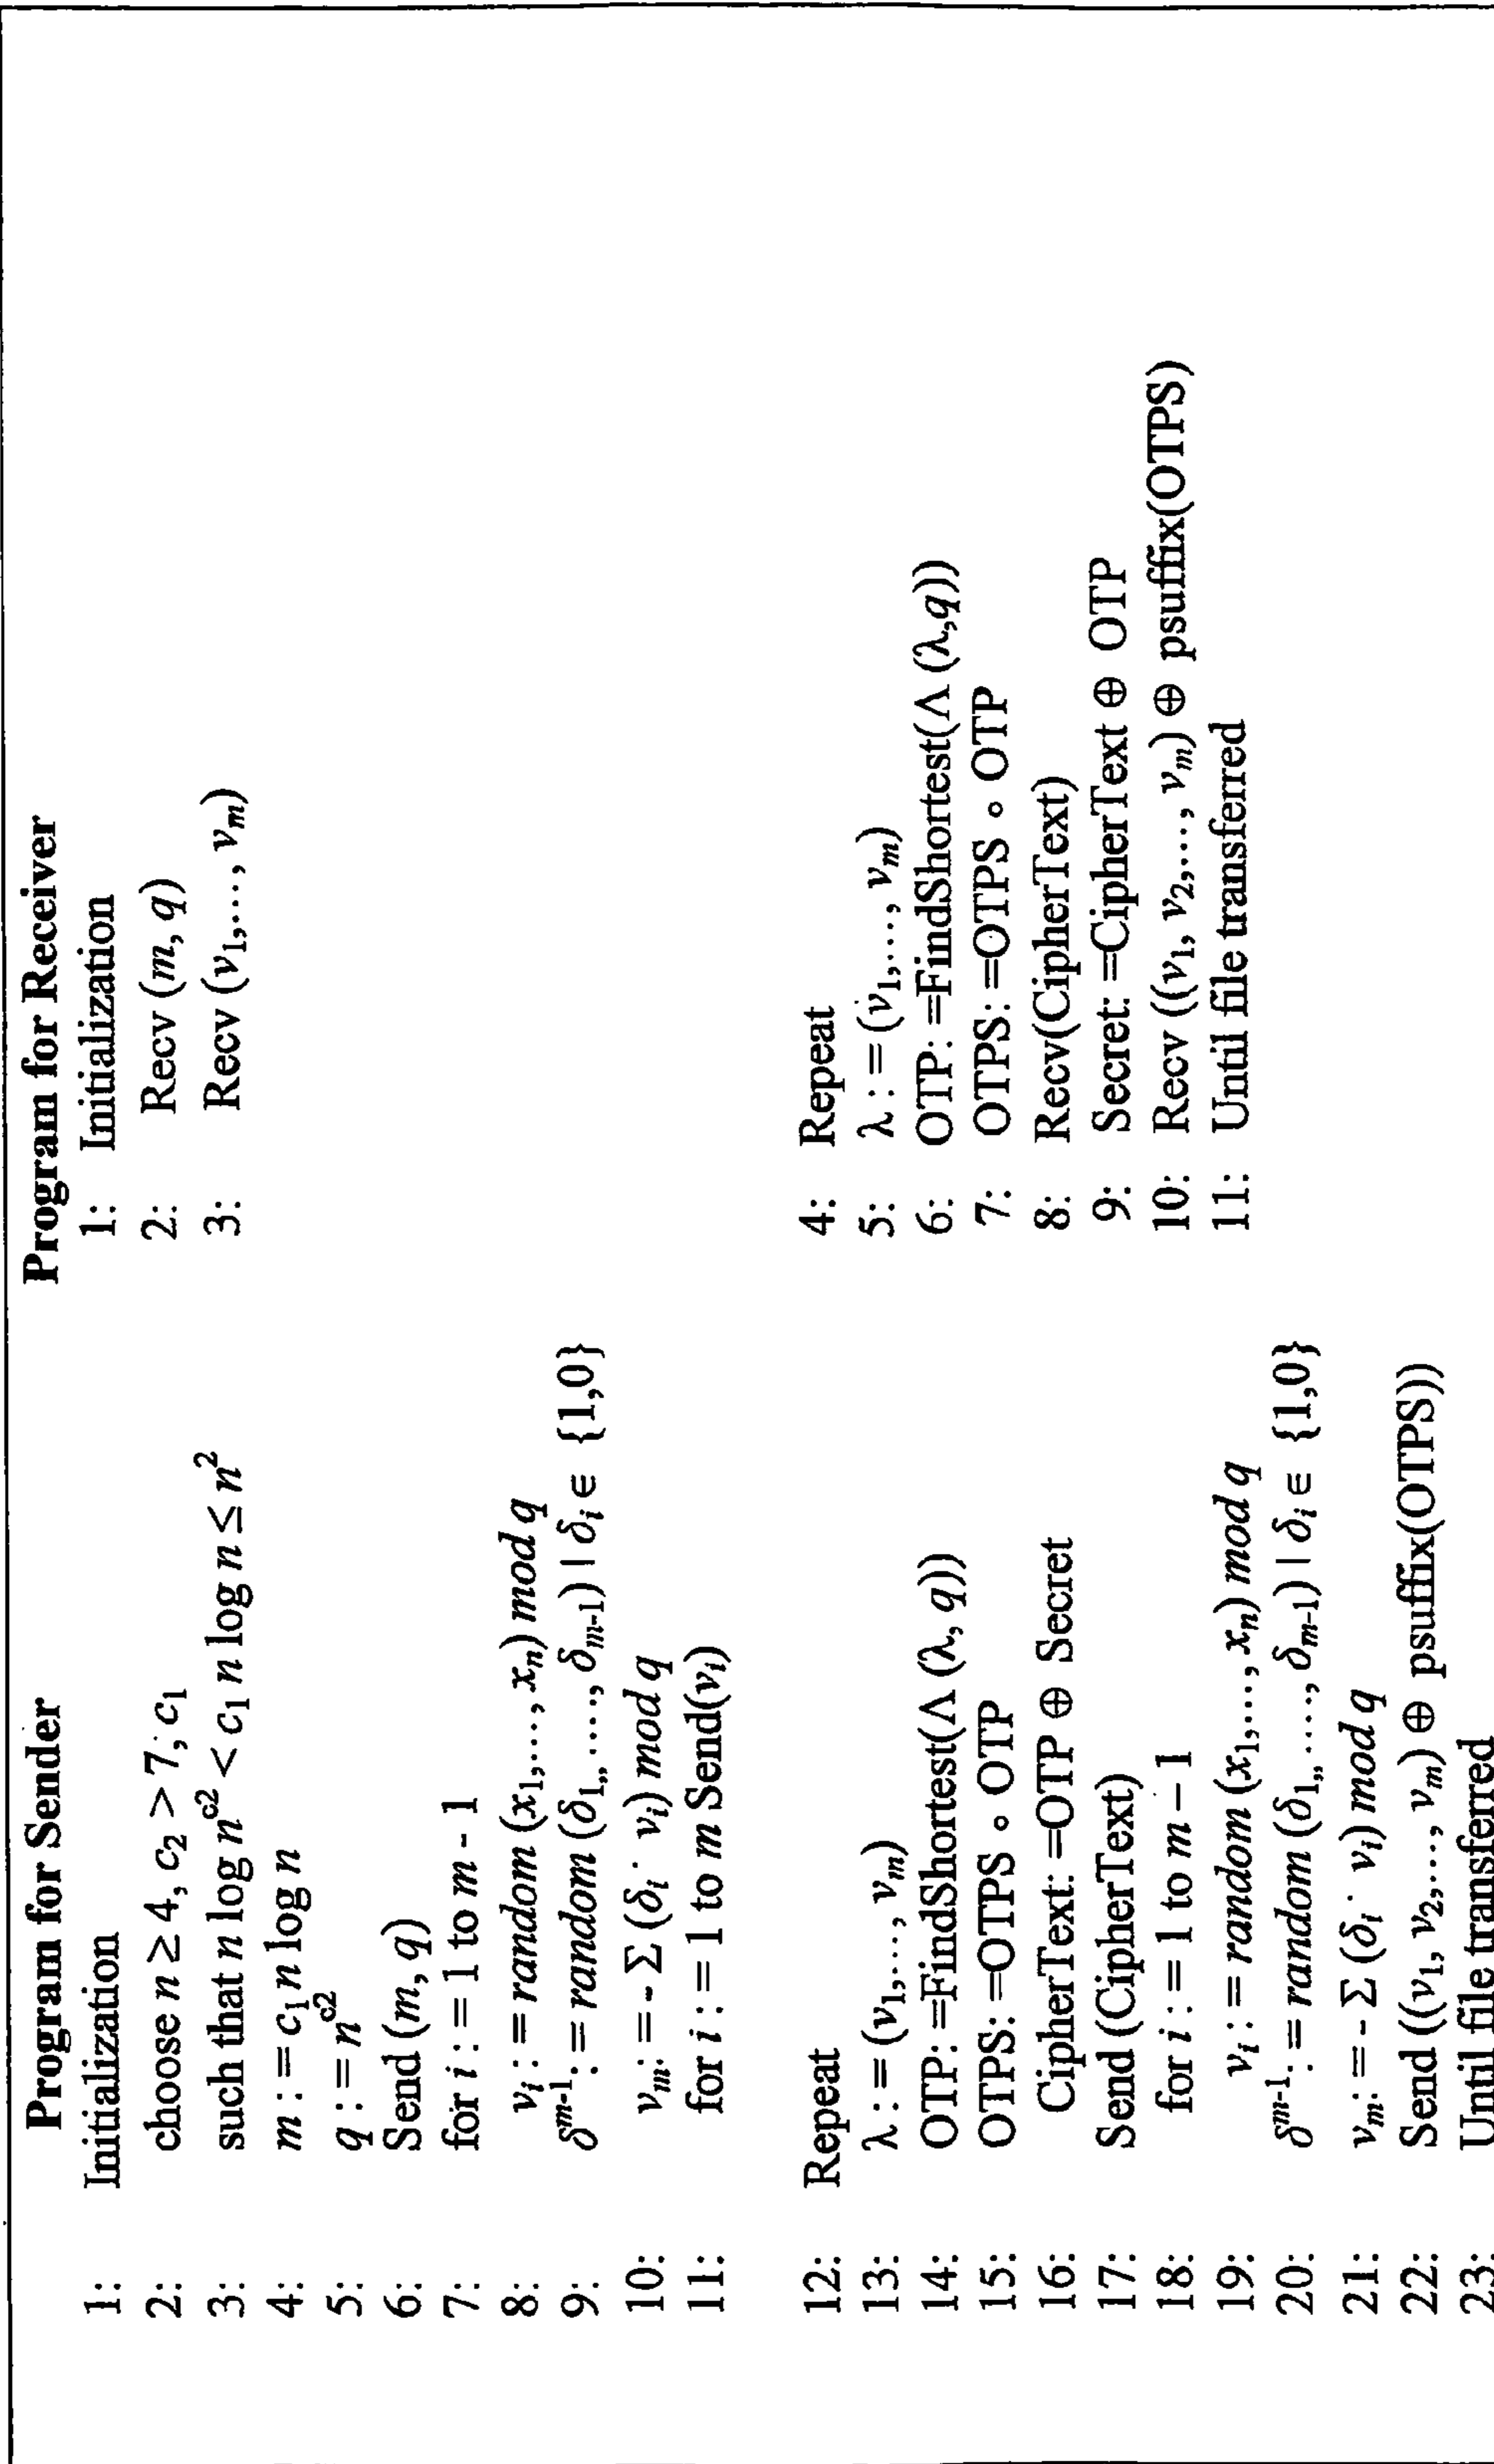 Program for Sender
1: Initialization
2: choose n ≥ 4, c₂ > 7; c₁
3: such that n log n^c2 < c₁ n log n ≤ n²
4: m := c₁ n log n
5: q := n^c2
6: Send (m, q)
7: for i := 1 to m - 1
8: vᵢ := random (x₁,..., xₙ) mod q
9: δ^m-1 := random (δ₁,,...., δₘ₋₁) | δᵢ ∈ {1,0}
10: vₘ: = - Σ (δᵢ · vᵢ) mod q
11: for i := 1 to m Send(vᵢ)
12: Repeat
13: λ := (v₁,..., vₘ)
14: OTP: =FindShortest(Λ (λ, q))
15: OTPS: =OTPS ∘ OTP
16: CipherText: =OTP ⊕ Secret
17: Send (CipherText)
18: for i := 1 to m – 1
19: vᵢ := random (x₁,..., xₙ) mod q
20: δ^m-1 := random (δ₁,,...., δₘ₋₁) | δᵢ ∈ {1,0}
21: vₘ: = - Σ (δᵢ · vᵢ) mod q
22: Send ((v₁, v₂,..., vₘ) ⊕ psuffix(OTPS))
23: Until file transferred
Program for Receiver
1: Initialization
2: Recv (m, q)
3: Recv (v₁,..., vₘ)
4: Repeat
5: λ := (v₁,..., vₘ)
6: OTP: =FindShortest(Λ (λ,q))
7: OTPS: =OTPS ∘ OTP
8: Recv(CipherText)
9: Secret: =CipherText ⊕ OTP
10: Recv ((v₁, v₂,..., vₘ) ⊕ psuffix(OTPS)
11: Until file transferred